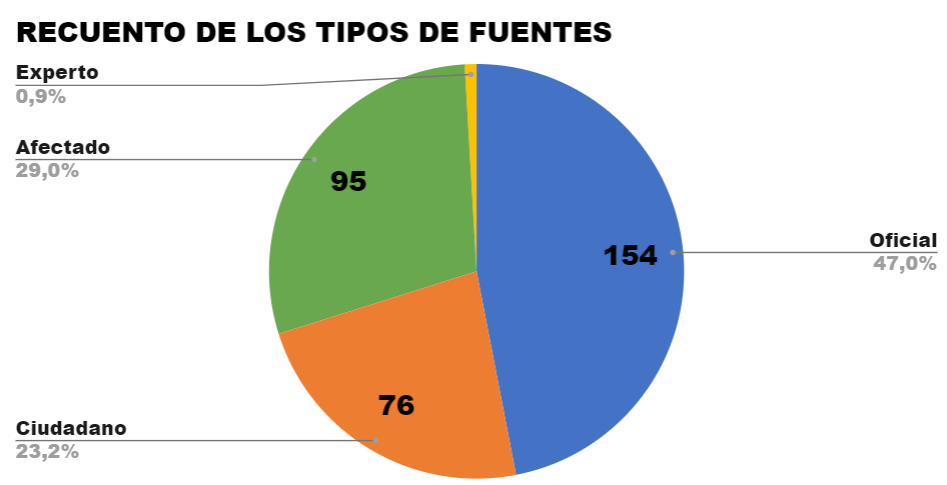 RECUENTO DE LOS TIPOS DE FUENTES
Experto
0,9%
Afectado
29,0%
95
Oficial
154
47,0%
76
Ciudadano
23,2%